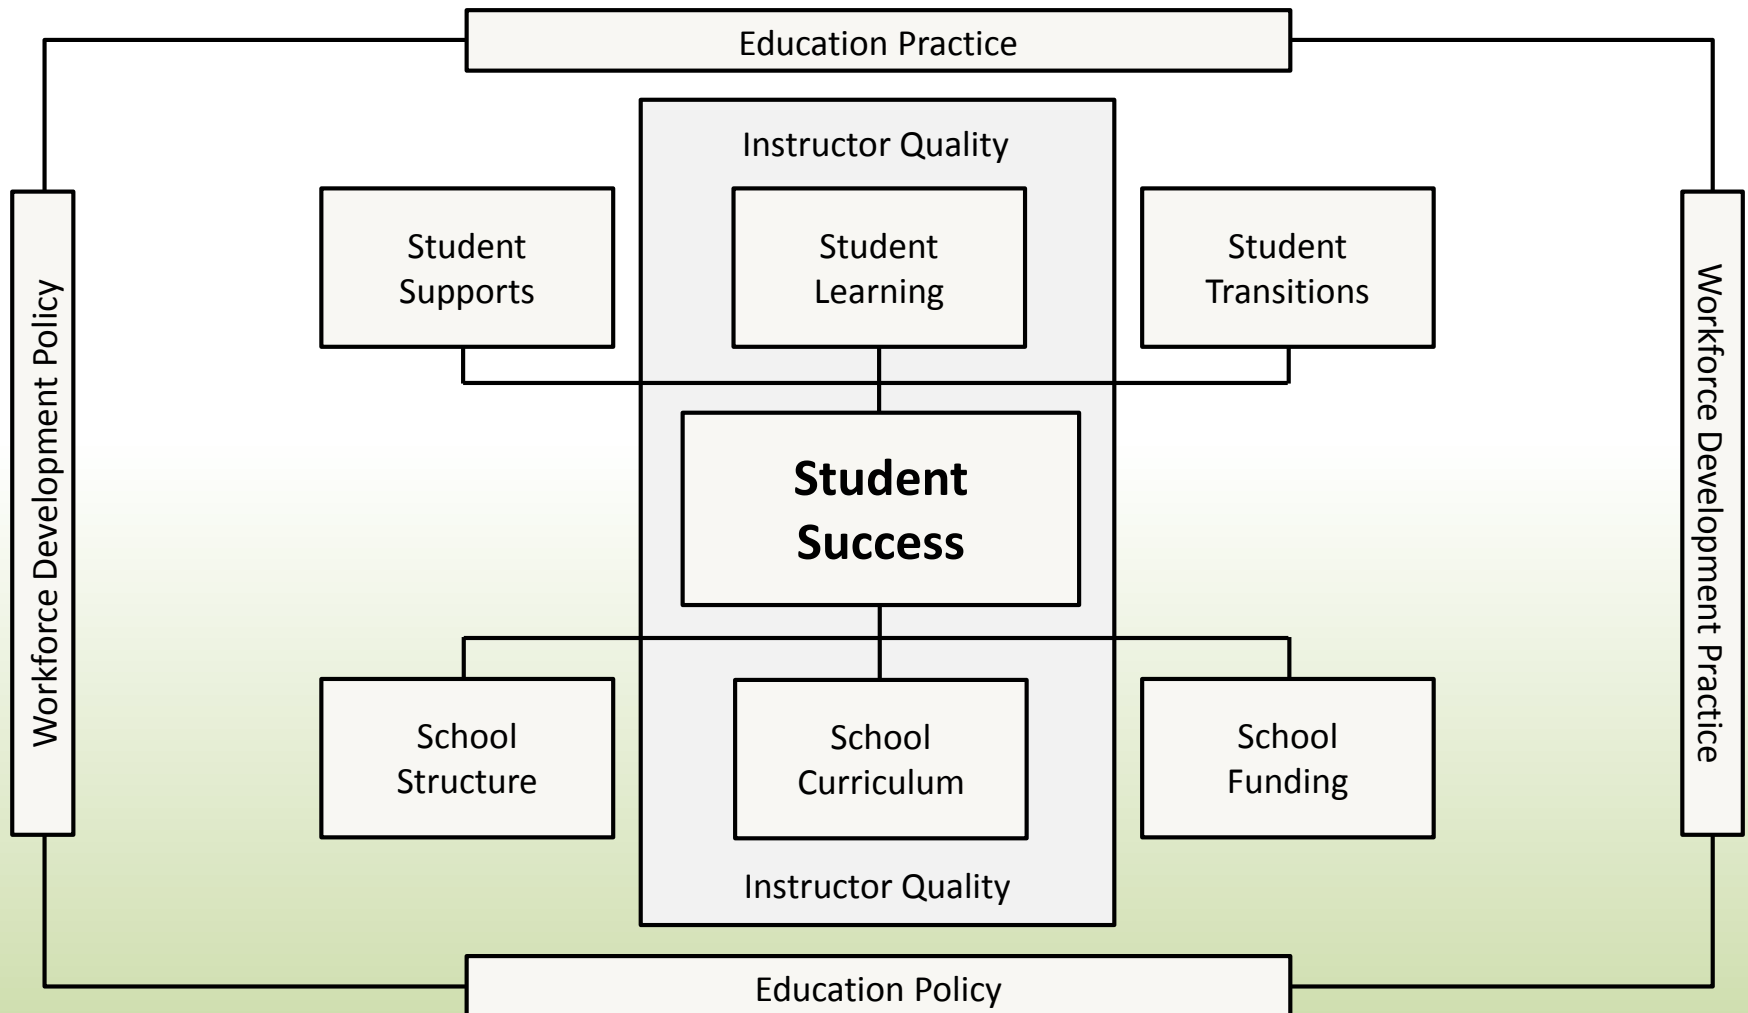 Education Practice
Instructor Quality
Student
Supports
Student
Learning
Student
Transitions
Workforce Development Policy
Workforce Development Practice
Student
Success
School
Structure
School
Curriculum
School
Funding
Instructor Quality
Education Policy